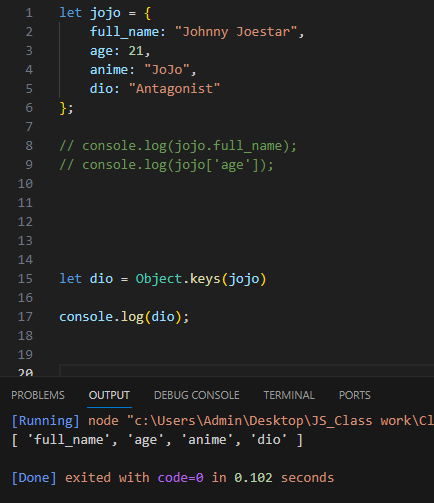 1 let jojo = {
2     full_name: "Johnny Joestar",
3     age: 21,
4     anime: "JoJo",
5     dio: "Antagonist"
6 };
7
8 // console.log(jojo.full_name);
9 // console.log(jojo['age']);
10
11
12
13
14
15 let dio = Object.keys(jojo)
16
17 console.log(dio);
18
19
20
PROBLEMS OUTPUT DEBUG CONSOLE TERMINAL PORTS
[Running] node "c:\Users\Admin\Desktop\JS_Class work\Cl
[ 'full_name', 'age', 'anime', 'dio' ]
[Done] exited with code=0 in 0.102 seconds